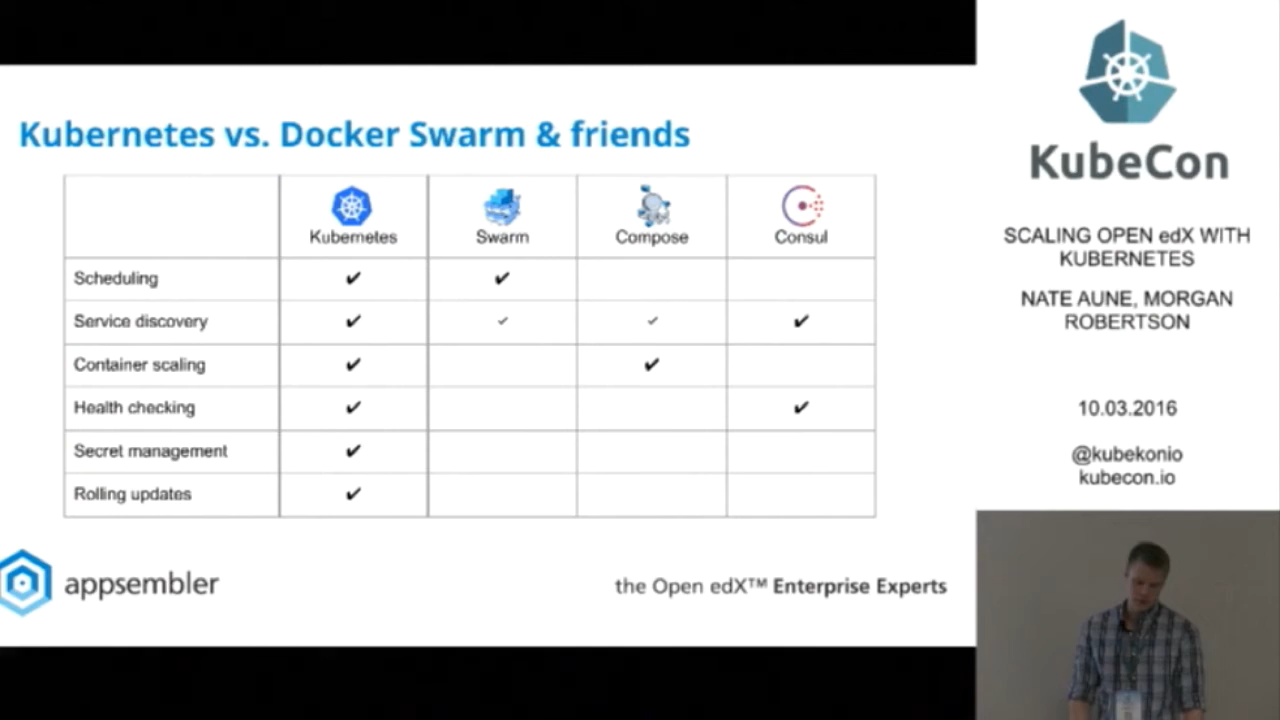 Kubernetes vs. Docker Swarm & friends
Kubernetes Swarm Compose Consul
Scheduling ✔ ✔
Service discovery ✔ ✓ ✓ ✔
Container scaling ✔ ✔
Health checking ✔ ✔
Secret management ✔
Rolling updates ✔
appsembler
the Open edX™ Enterprise Experts
KubeCon
SCALING OPEN edX WITH
KUBERNETES
NATE AUNE, MORGAN
ROBERTSON
10.03.2016
@kubekonio
kubecon.io